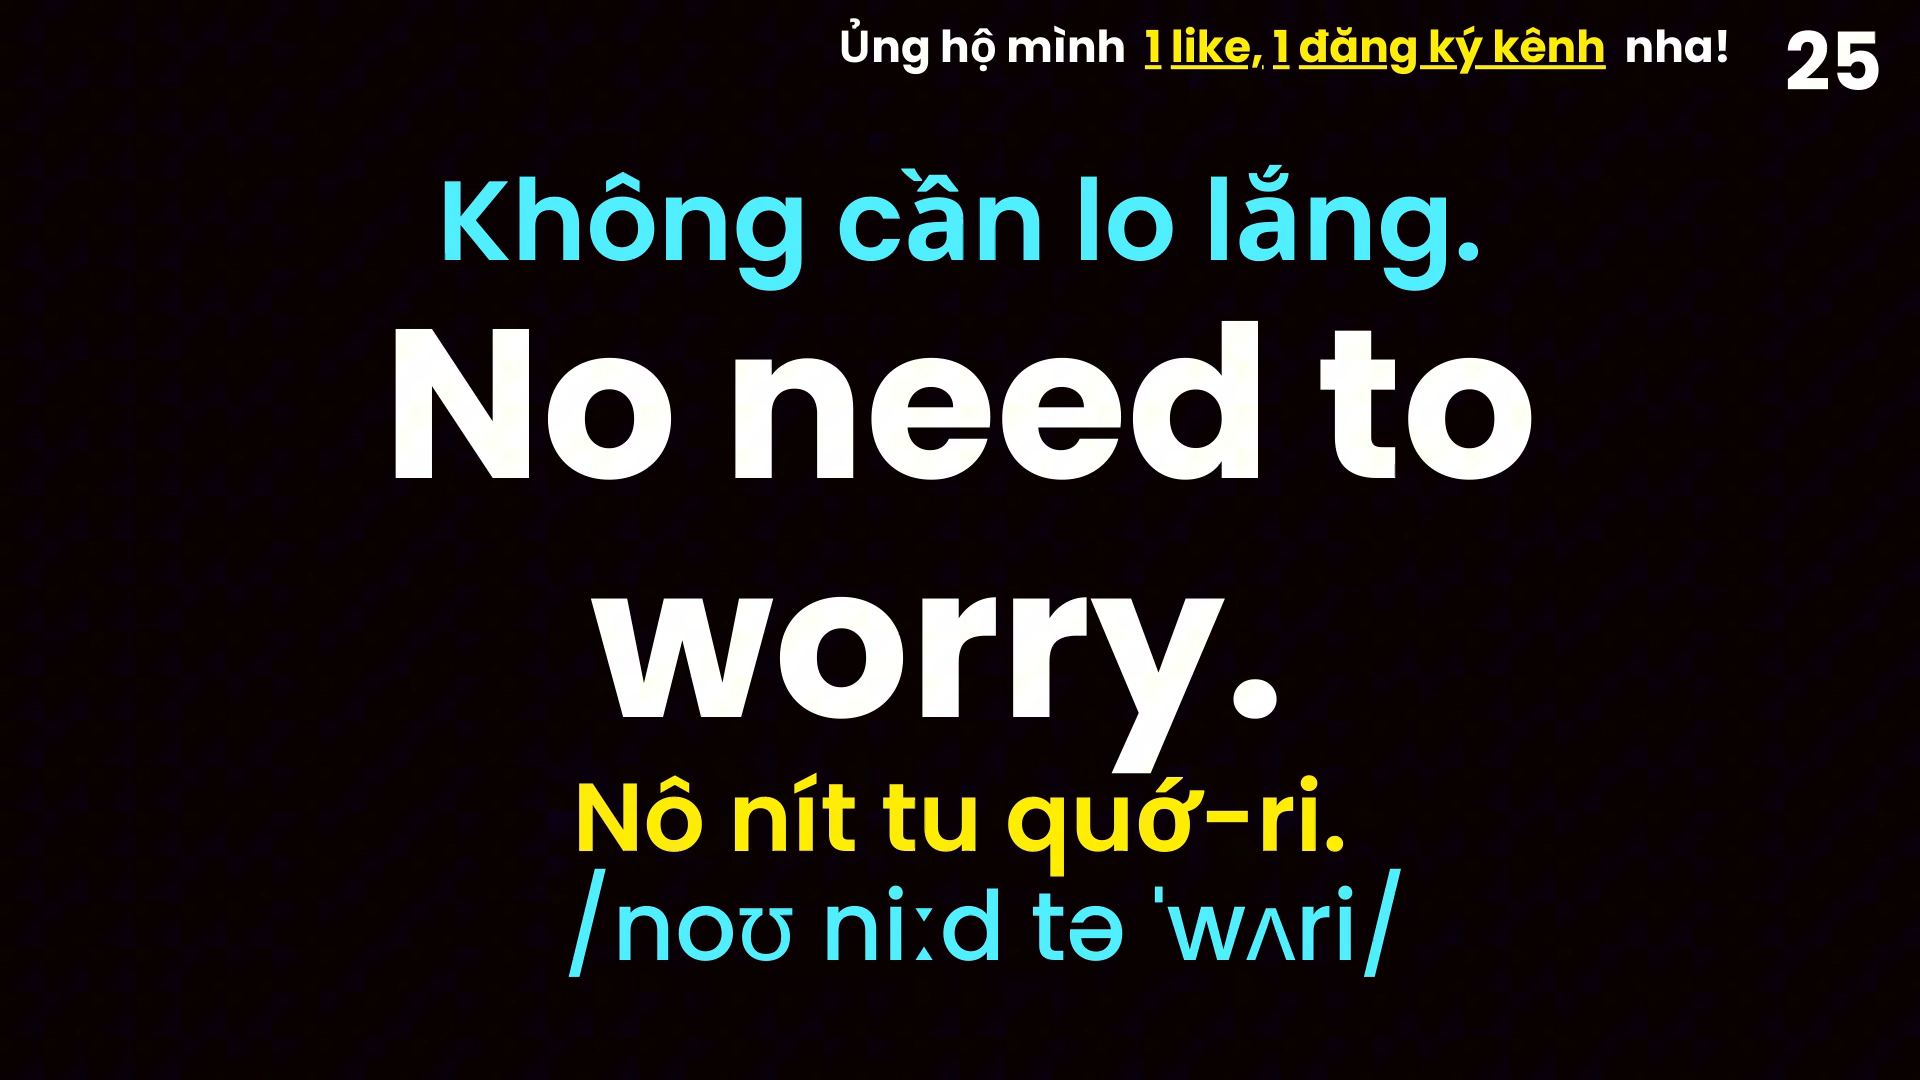 Ủng hộ mình 1 like, 1 đăng ký kênh nha! 25
Không cần lo lắng.
No need to
worry.
Nô nít tu quớ-ri.
/noʊ niːd tə ˈwʌri/